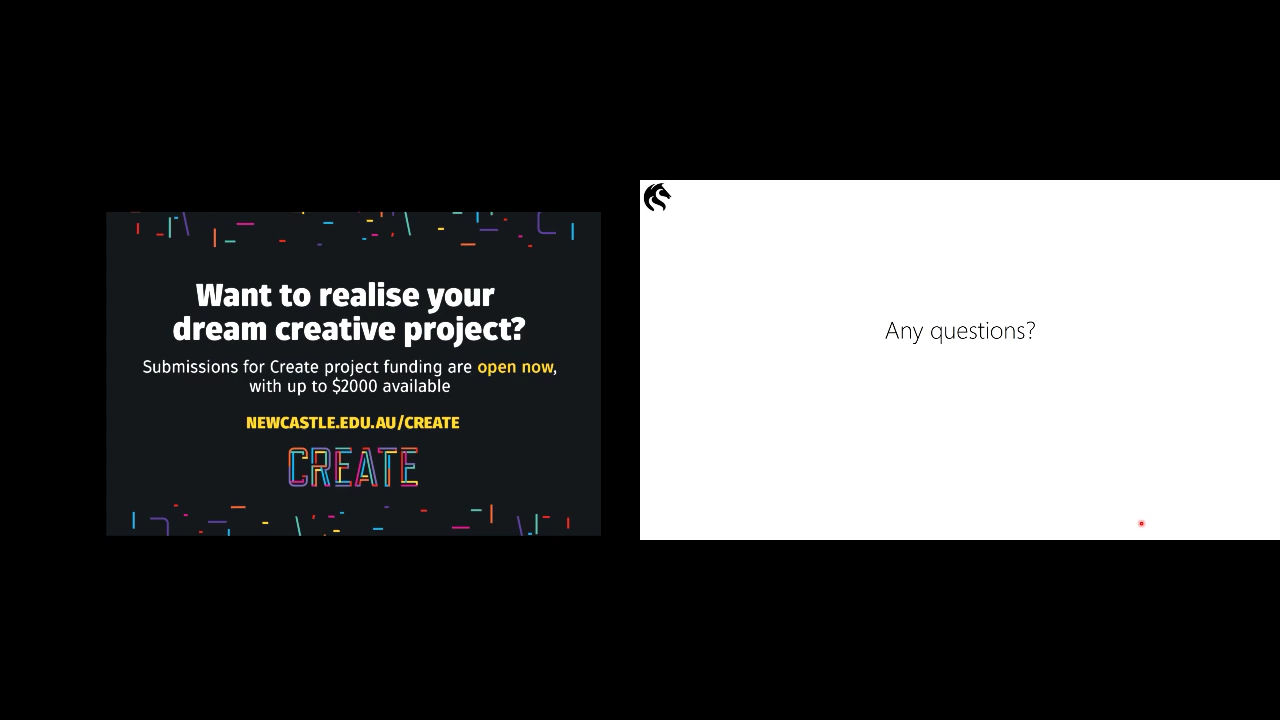 Want to realise your
dream creative project?
Submissions for Create project funding are open now,
with up to $2000 available
NEWCASTLE.EDU.AU/CREATE
CREATE
Any questions?